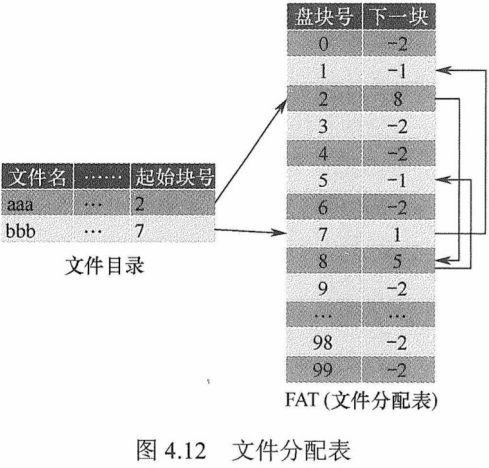 文件名 …… 起始块号
aaa … 2
bbb … 7
文件目录
盘块号 下一块
0 -2
1 -1
2 8
3 -2
4 -2
5 -1
6 -2
7 1
8 5
9 -2
… …
98 -2
99 -2
FAT (文件分配表)
图 4.12 文件分配表